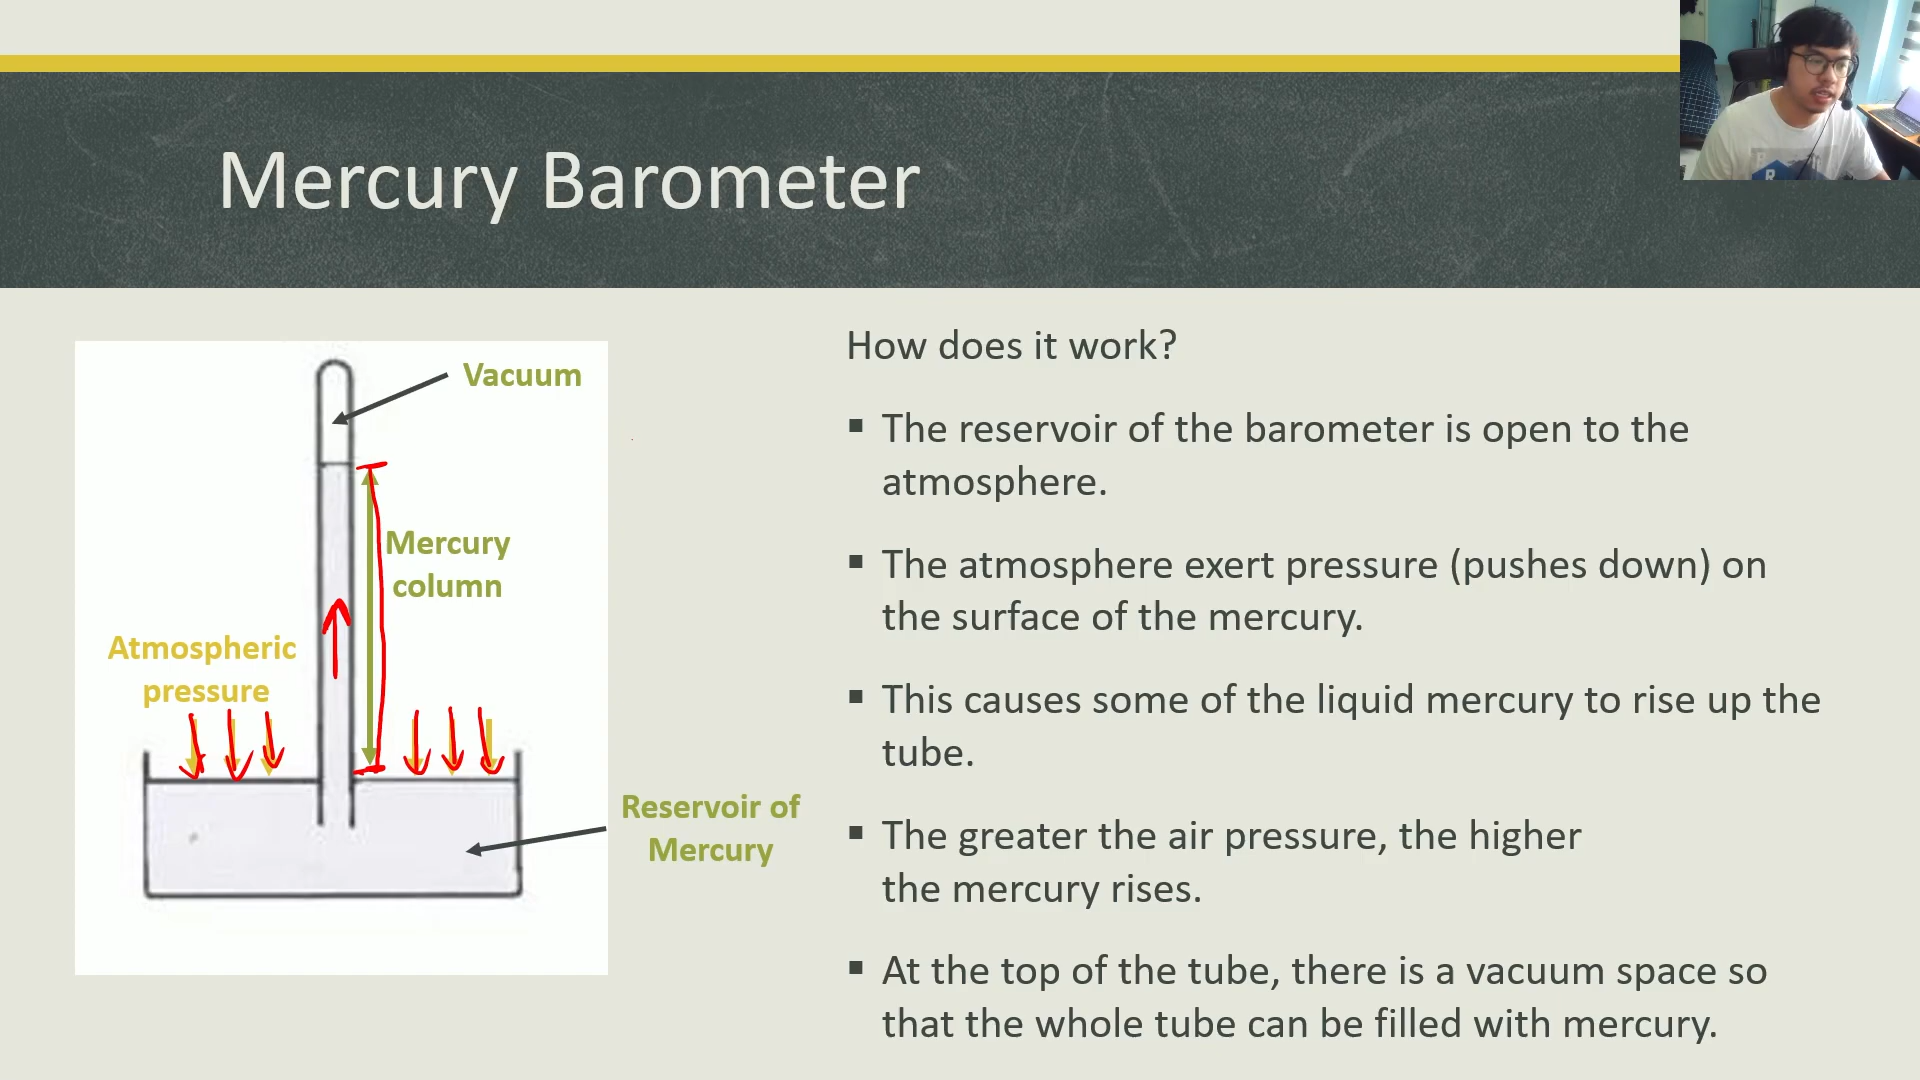 Mercury Barometer
Vacuum
Mercury
column
Atmospheric
pressure
Reservoir of
Mercury
How does it work?
▪ The reservoir of the barometer is open to the
atmosphere.
▪ The atmosphere exert pressure (pushes down) on
the surface of the mercury.
▪ This causes some of the liquid mercury to rise up the
tube.
▪ The greater the air pressure, the higher
the mercury rises.
▪ At the top of the tube, there is a vacuum space so
that the whole tube can be filled with mercury.
R